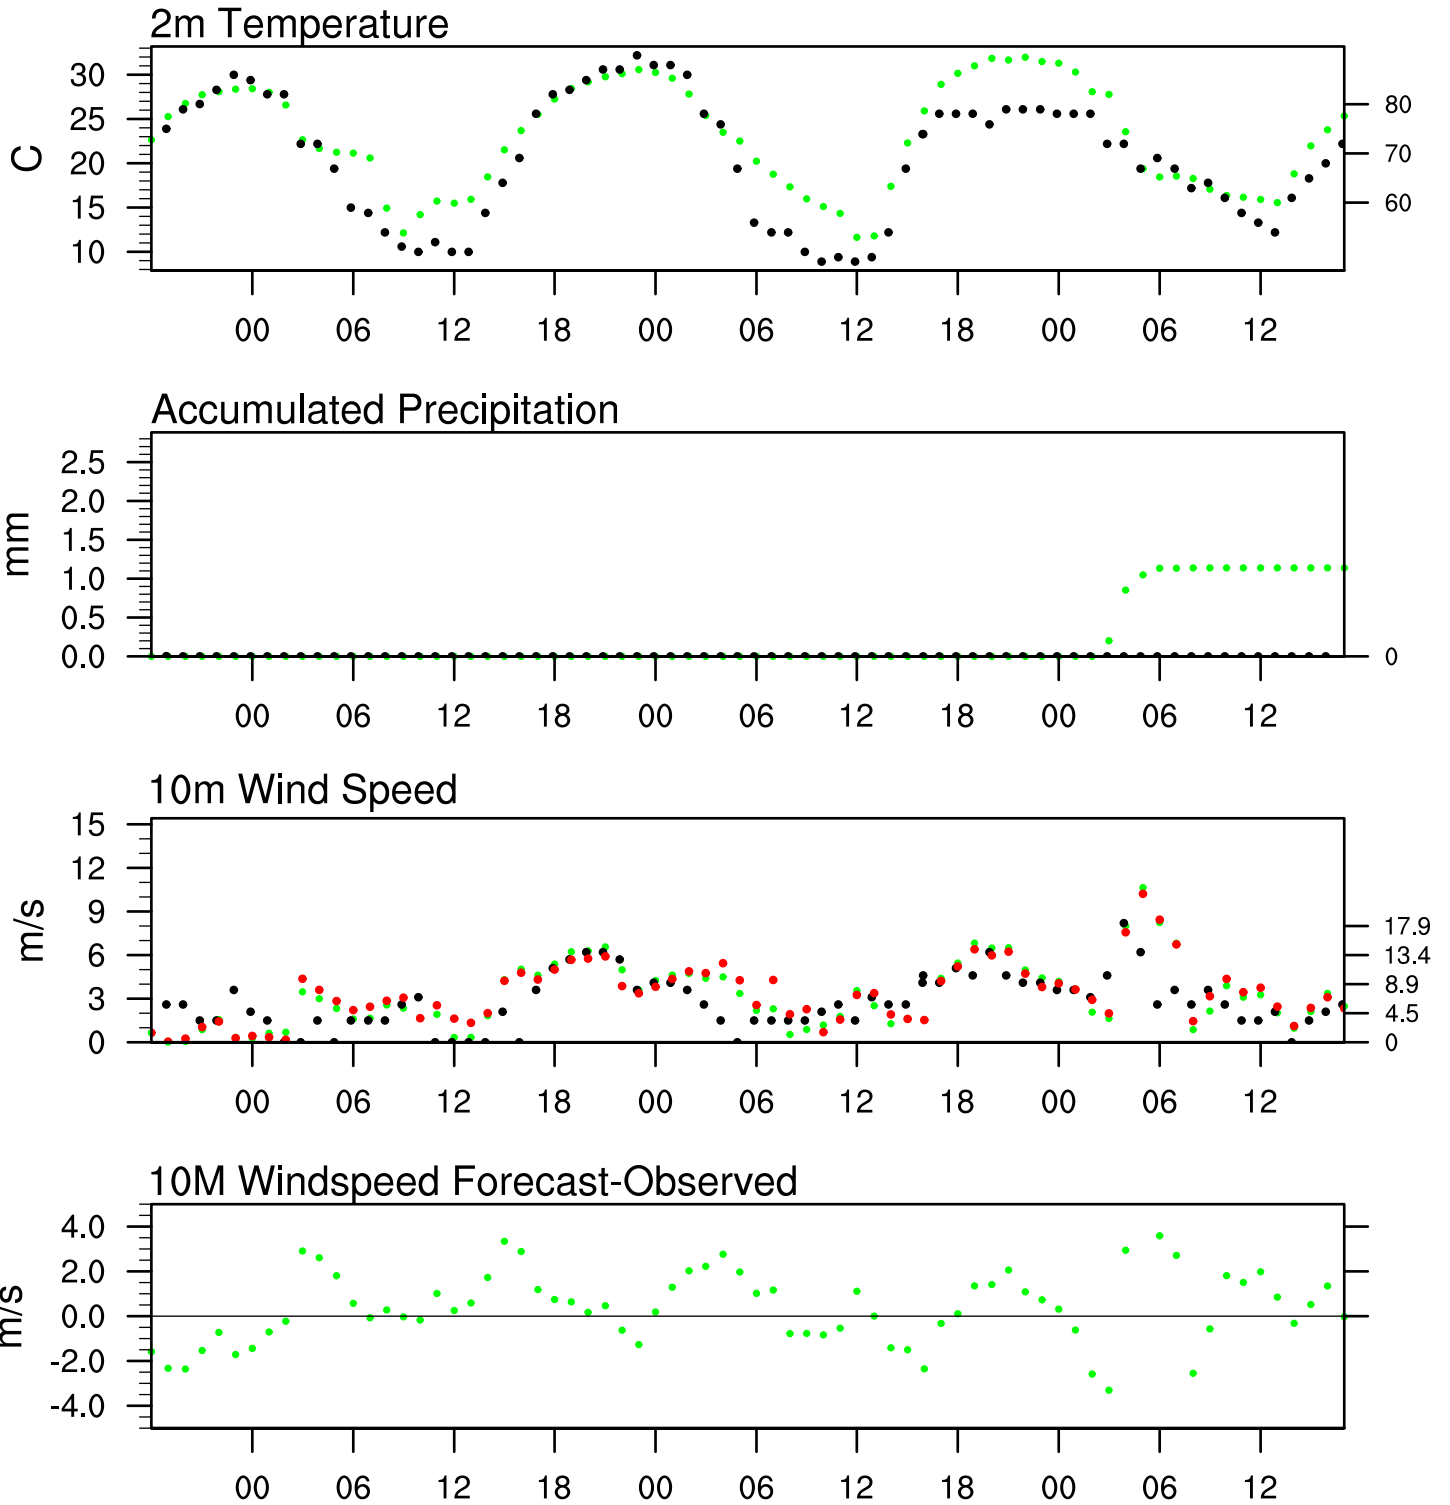 2m Temperature
30
25
20
15
10
C
80
70
60
00 06 12 18 00 06 12 18 00 06 12
Accumulated Precipitation
2.5
2.0
1.5
1.0
0.5
0.0
mm
0
00 06 12 18 00 06 12 18 00 06 12
10m Wind Speed
15
12
9
6
3
0
m/s
17.9
13.4
8.9
4.5
0
00 06 12 18 00 06 12 18 00 06 12
10M Windspeed Forecast-Observed
4.0
2.0
0.0
-2.0
-4.0
m/s
00 06 12 18 00 06 12 18 00 06 12